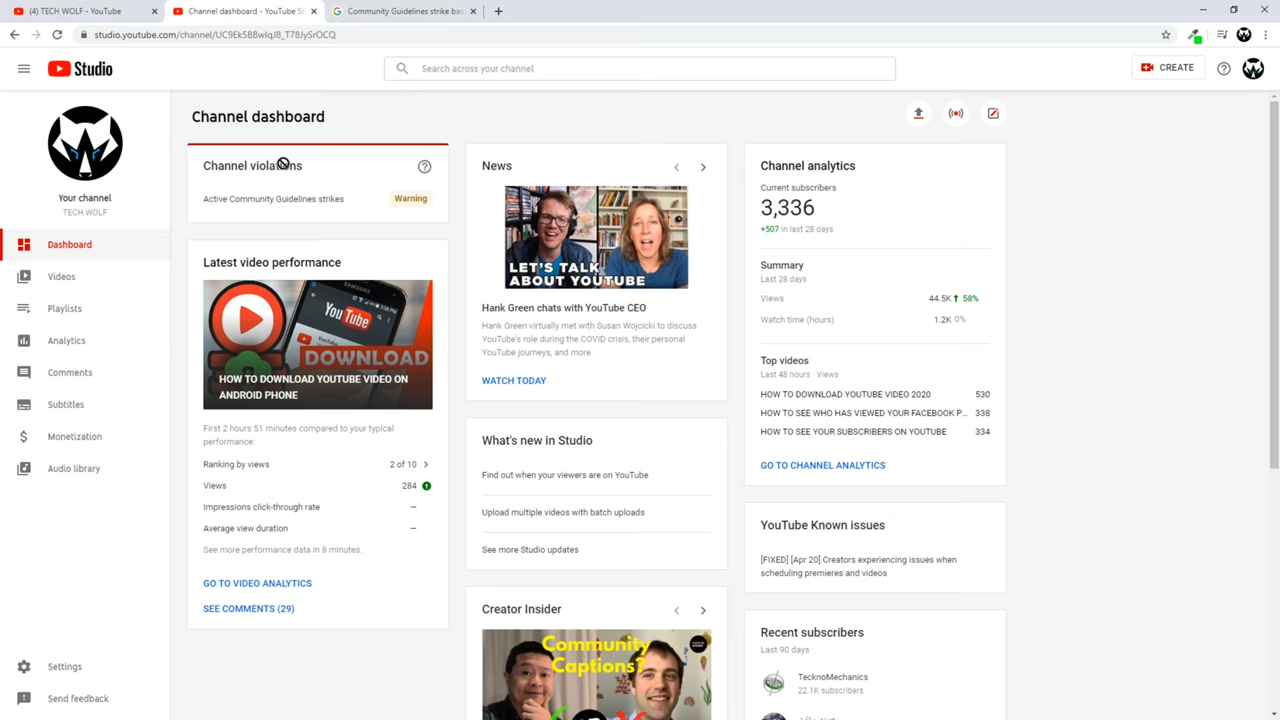 (4) TECH WOLF - YouTube
Channel dashboard - YouTube S
Community Guidelines strike bas
studio.youtube.com/channel/UC9Ek5B8wIqJ8_T78JySrOCQ
Studio
Search across your channel
CREATE
Channel dashboard
Your channel
TECH WOLF
Dashboard
Videos
Playlists
Analytics
Comments
Subtitles
Monetization
Audio library
Settings
Send feedback
Channel violations
Active Community Guidelines strikes
Warning
Latest video performance
SAMSUNG
YouTube
DOWNLOAD
HOW TO DOWNLOAD YOUTUBE VIDEO ON
ANDROID PHONE
First 2 hours 51 minutes compared to your typical
performance:
Ranking by views 2 of 10
Views 284
Impressions click-through rate –
Average view duration –
See more performance data in 8 minutes.
GO TO VIDEO ANALYTICS
SEE COMMENTS (29)
News
LET'S TALK
ABOUT YOUTUBE
Hank Green chats with YouTube CEO
Hank Green virtually met with Susan Wojcicki to discuss
YouTube's role during the COVID crisis, their personal
YouTube journeys, and more
WATCH TODAY
What's new in Studio
Find out when your viewers are on YouTube
Upload multiple videos with batch uploads
See more Studio updates
Creator Insider
Community
Captions?
Channel analytics
Current subscribers
3,336
+507 in last 28 days
Summary
Last 28 days
Views 44.5K 58%
Watch time (hours) 1.2K 0%
Top videos
Last 48 hours · Views
HOW TO DOWNLOAD YOUTUBE VIDEO 2020 530
HOW TO SEE WHO HAS VIEWED YOUR FACEBOOK P... 338
HOW TO SEE YOUR SUBSCRIBERS ON YOUTUBE 334
GO TO CHANNEL ANALYTICS
YouTube Known issues
[FIXED] [Apr 20] Creators experiencing issues when
scheduling premieres and videos
Recent subscribers
Last 90 days
TecknoMechanics
22.1K subscribers